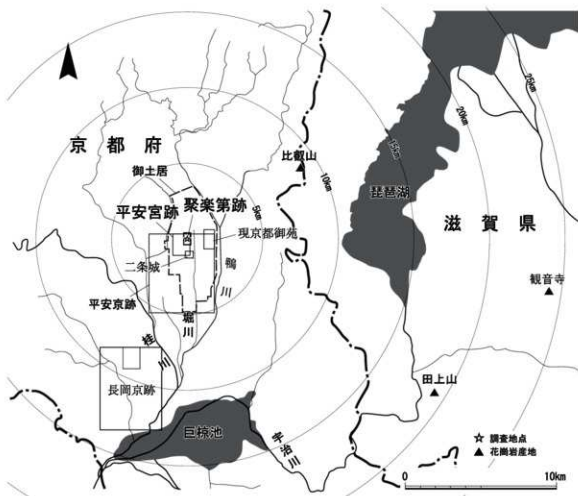 京都府
御土居
聚楽第跡
平安宮跡
現京都御苑
二条城
鴨川
平安京跡
堀川
桂川
長岡京跡
巨椋池
宇治川
比叡山
5km
10km
15km
20km
25km
琵琶湖
滋賀県
観音寺
田上山
☆ 調査地点
▲ 花崗岩産地
0 10km